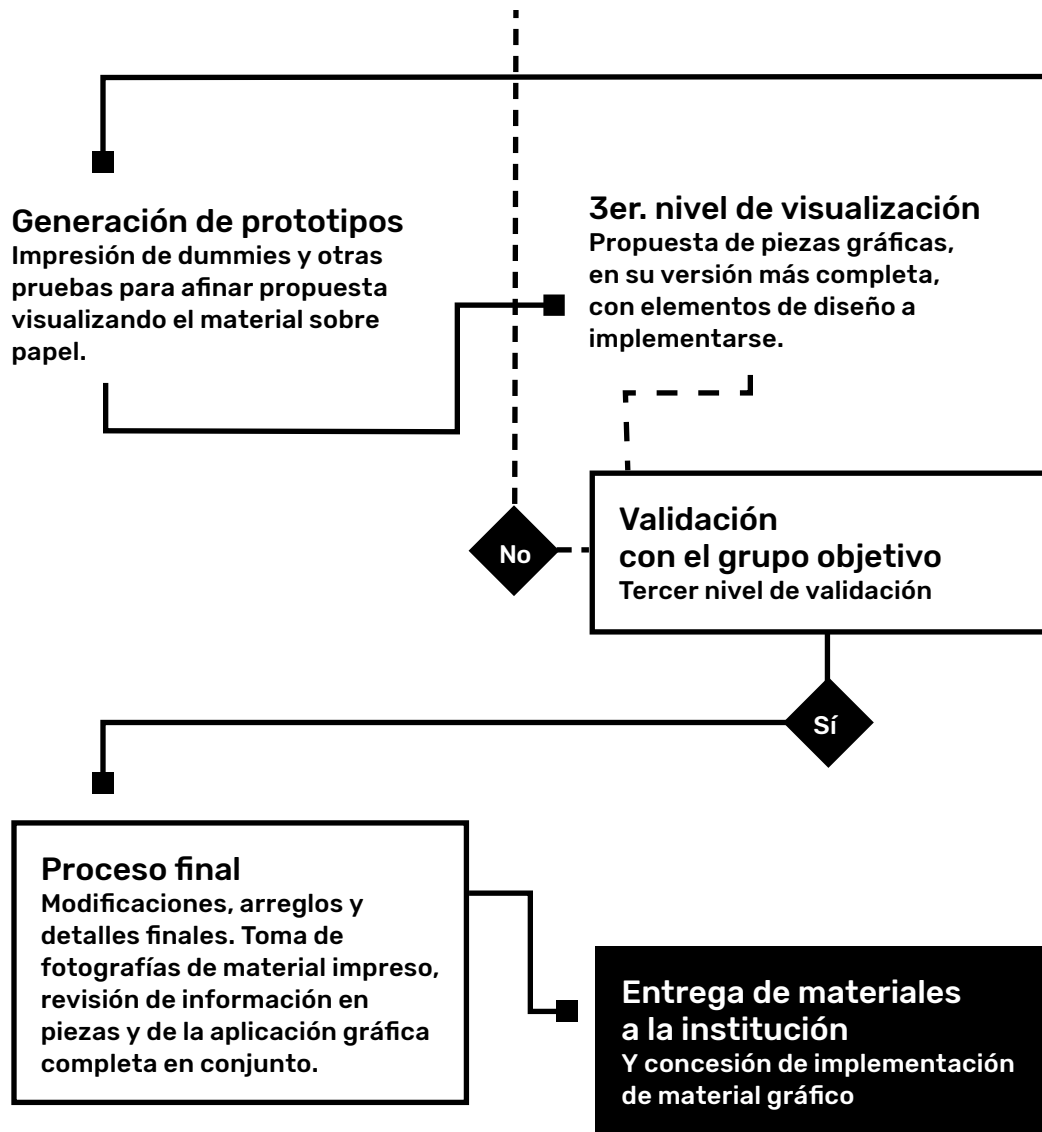 Generación de prototipos
Impresión de dummies y otras
pruebas para afinar propuesta
visualizando el material sobre
papel.
3er. nivel de visualización
Propuesta de piezas gráficas,
en su versión más completa,
con elementos de diseño a
implementarse.
No
Validación
con el grupo objetivo
Tercer nivel de validación
Sí
Proceso final
Modificaciones, arreglos y
detalles finales. Toma de
fotografías de material impreso,
revisión de información en
piezas y de la aplicación gráfica
completa en conjunto.
Entrega de materiales
a la institución
Y concesión de implementación
de material gráfico